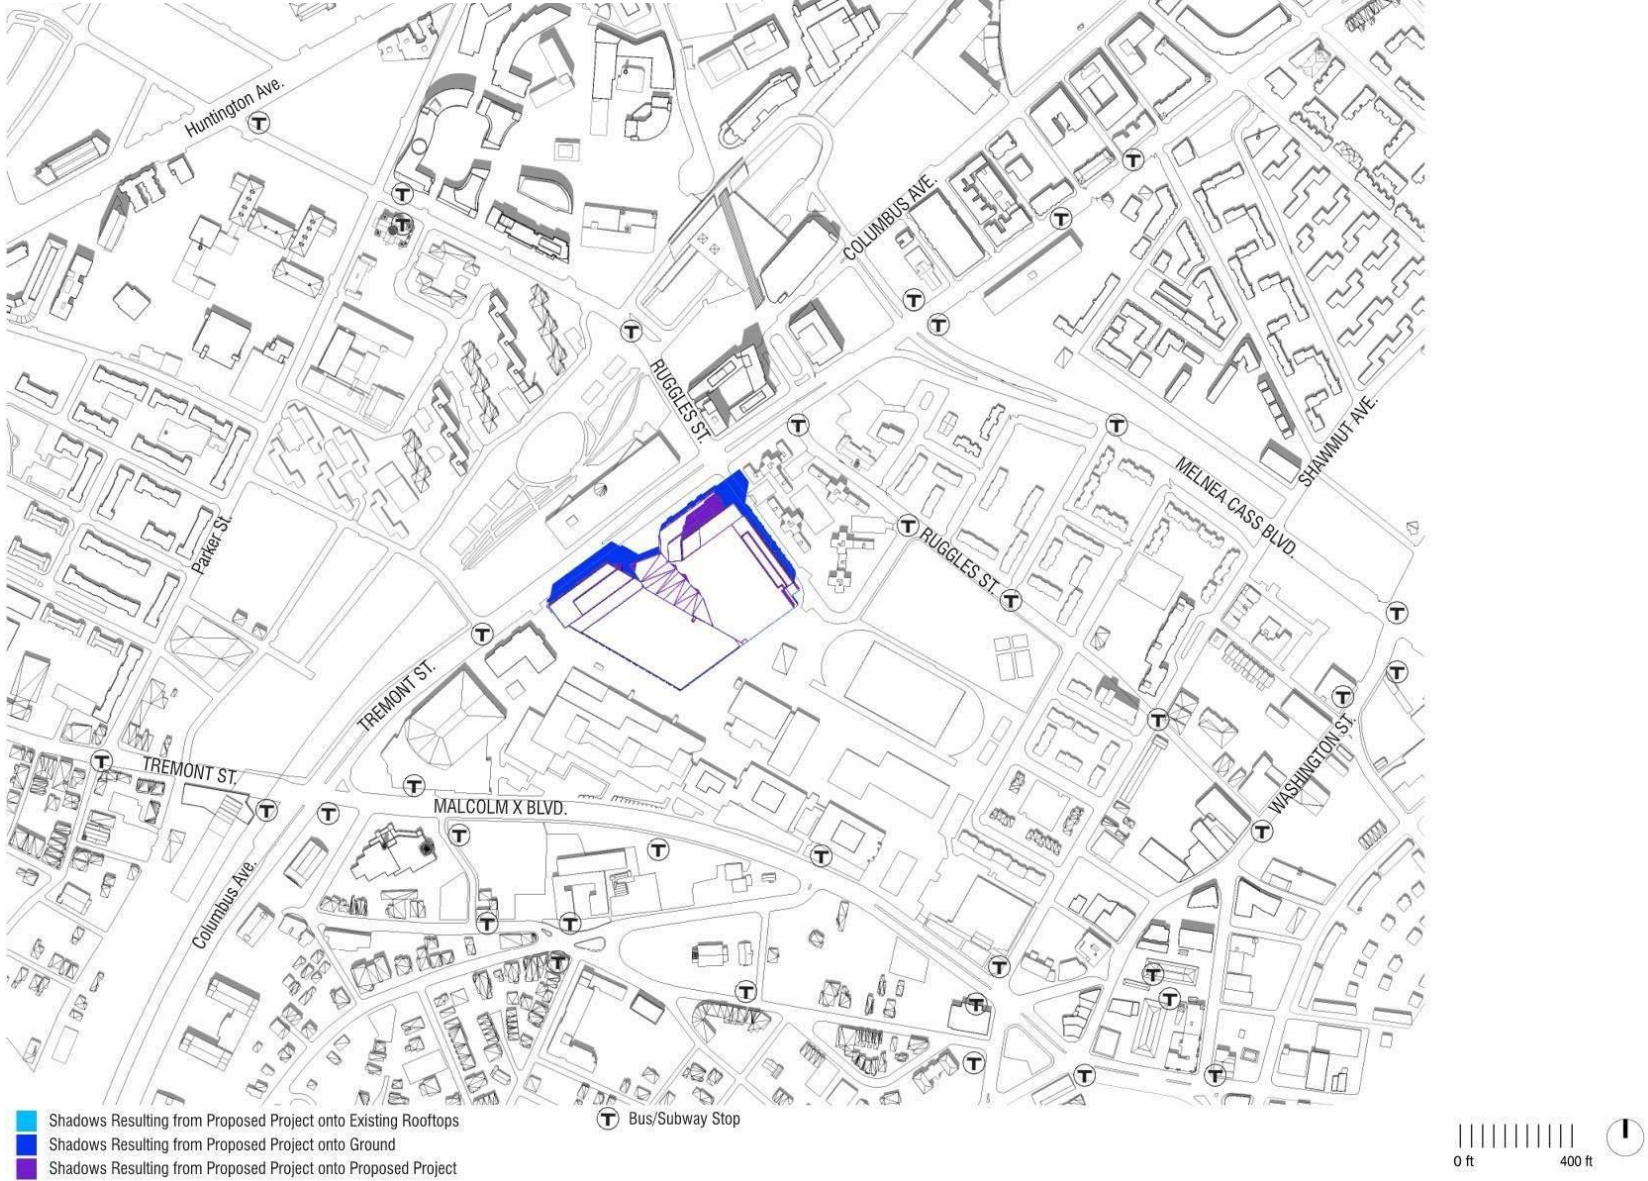 Huntington Ave.
COLUMBUS AVE.
RUGGLES ST.
SHAWMUT AVE.
MELNEA CASS BLVD.
Parker St.
RUGGLES ST.
TREMONT ST.
WASHINGTON ST.
TREMONT ST.
MALCOLM X BLVD.
Columbus Ave.
Shadows Resulting from Proposed Project onto Existing Rooftops
Shadows Resulting from Proposed Project onto Ground
Shadows Resulting from Proposed Project onto Proposed Project
T Bus/Subway Stop
0 ft 400 ft